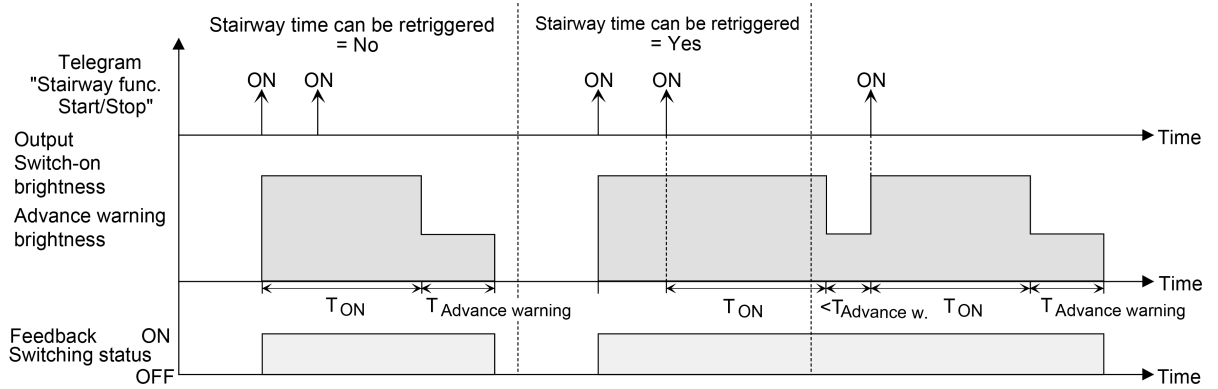 Stairway time can be retriggered
= No
Stairway time can be retriggered
= Yes
Telegram
"Stairway func.
Start/Stop"
ON
ON
ON
ON
ON
Time
Output
Switch-on
brightness
Advance warning
brightness
Time
TON
TAdvance warning
TON
<TAdvance w.
TON
TAdvance warning
Feedback ON
Switching status
OFF
Time